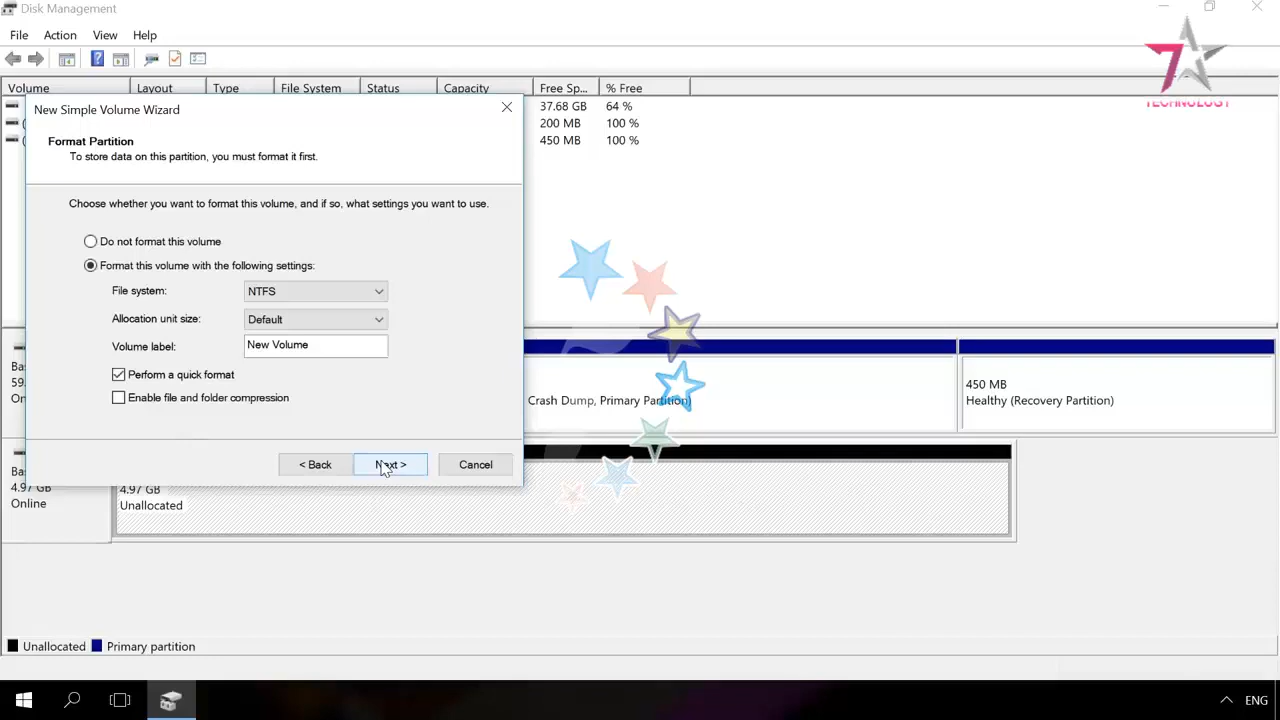 Disk Management
File Action View Help
7
TECHNOLOGY
Volume Layout Type File System Status Capacity Free Sp... % Free
37.68 GB 64 %
200 MB 100 %
450 MB 100 %
New Simple Volume Wizard
Format Partition
To store data on this partition, you must format it first.
Choose whether you want to format this volume, and if so, what settings you want to use.
Do not format this volume
Format this volume with the following settings:
File system: NTFS
Allocation unit size: Default
Volume label: New Volume
Perform a quick format
Enable file and folder compression
< Back Next > Cancel
Bas
59.
On
Crash Dump, Primary Partition)
450 MB
Healthy (Recovery Partition)
Bas
4.97 GB
Online
4.97 GB
Unallocated
Unallocated Primary partition
ENG